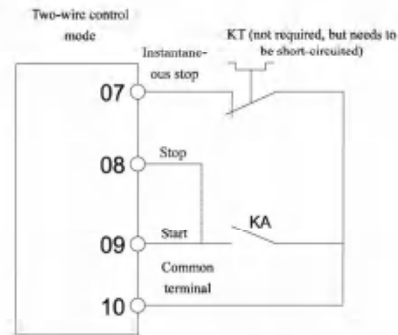 Two-wire control
mode
KT (not required, but needs to
be short-circuited)
Instantane-
ous stop
07
Stop
08
KA
Start
09
Common
terminal
10